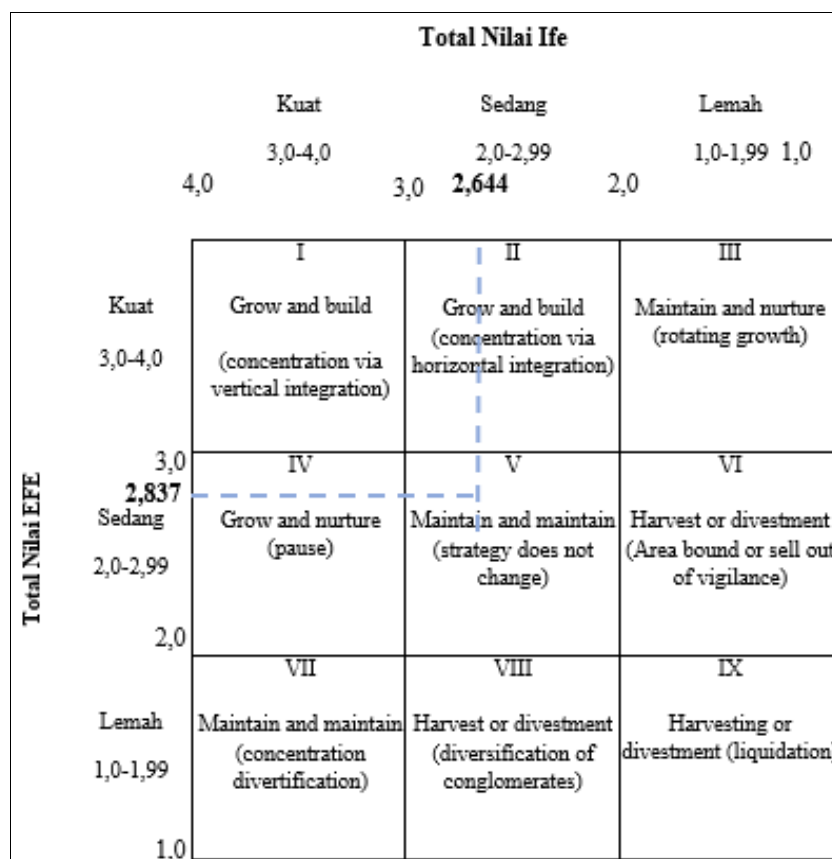 Total Nilai Ife
Kuat
Sedang
Lemah
3,0-4,0
2,0-2,99
1,0-1,99
1,0
4,0
3,0
2,644
2,0
Total Nilai EFE
Kuat
3,0-4,0
I
Grow and build
(concentration via
vertical integration)
II
Grow and build
(concentration via
horizontal integration)
III
Maintain and nurture
(rotating growth)
3,0
2,837
Sedang
2,0-2,99
2,0
IV
Grow and nurture
(pause)
V
Maintain and maintain
(strategy does not
change)
VI
Harvest or divestment
(Area bound or sell out
of vigilance)
Lemah
1,0-1,99
1.0
VII
Maintain and maintain
(concentration
divertification)
VIII
Harvest or divestment
(diversification of
conglomerates)
IX
Harvesting or
divestment (liquidation)